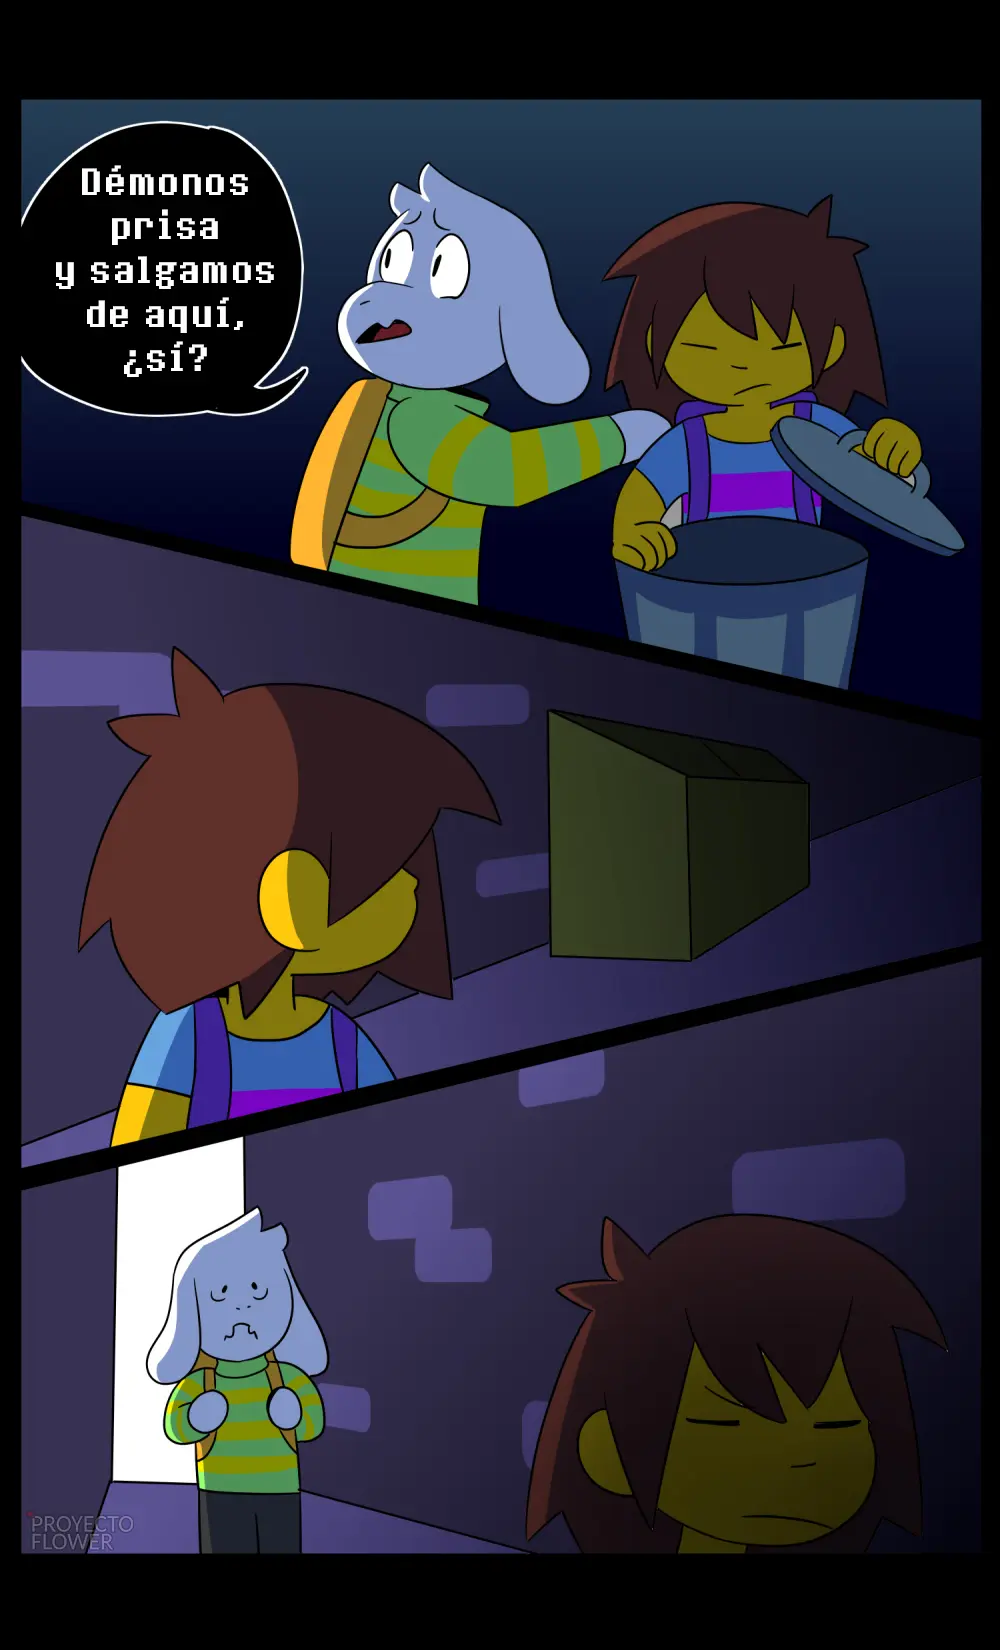 Démonos
prisa
y salgamos
de aquí,
¿sí?
PROYECTO
FLOWER